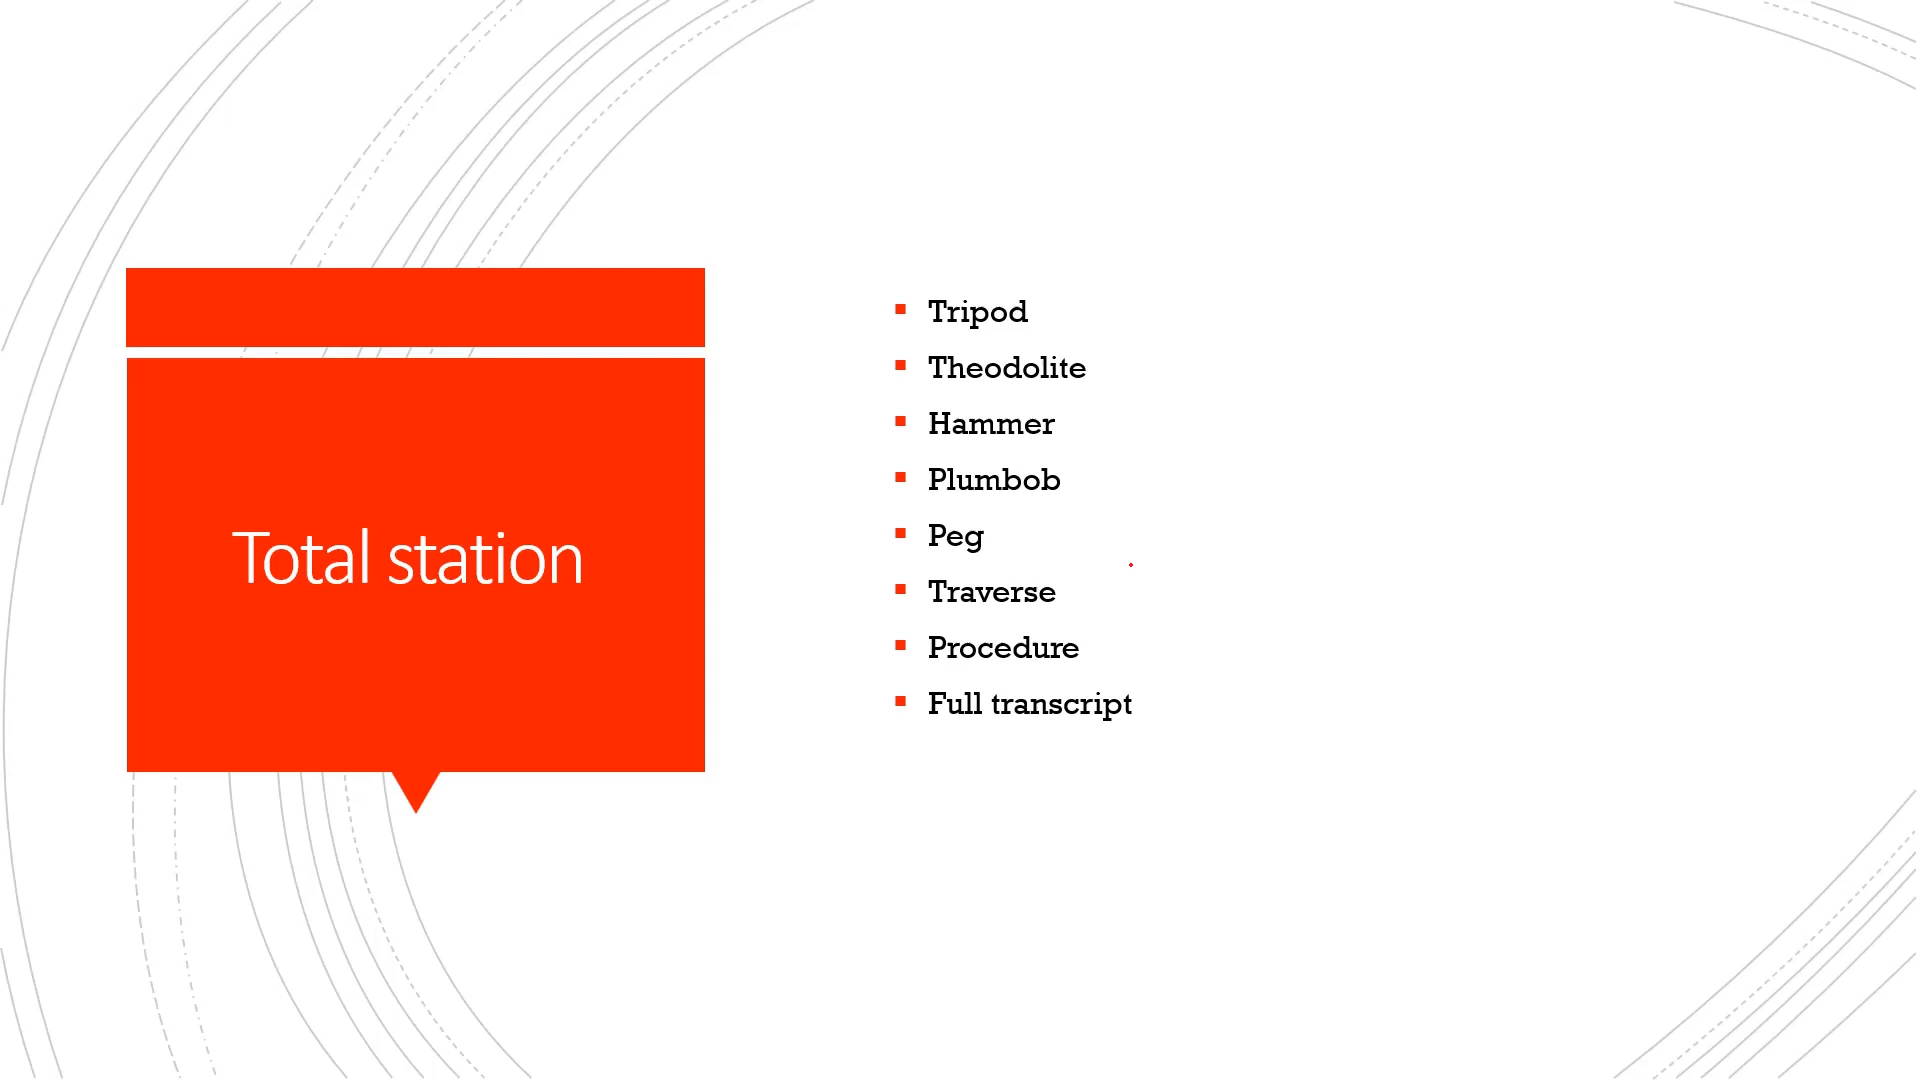 Total station
Tripod
Theodolite
Hammer
Plumbob
Peg
Traverse
Procedure
Full transcript